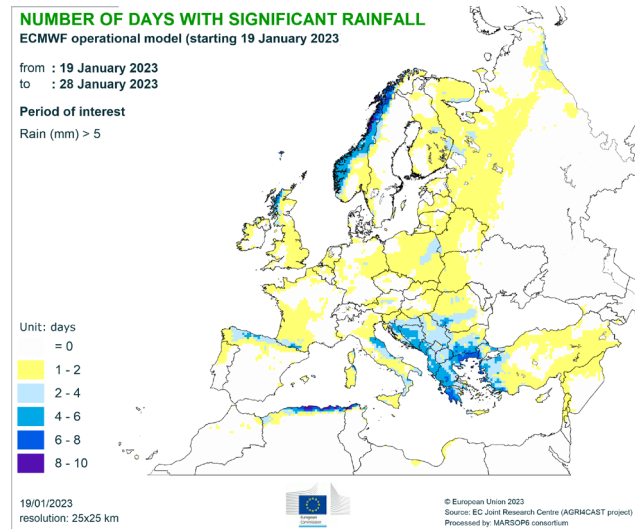 NUMBER OF DAYS WITH SIGNIFICANT RAINFALL
ECMWF operational model (starting 19 January 2023
from : 19 January 2023
to : 28 January 2023
Period of interest
Rain (mm) > 5
Unit: days
= 0
1 - 2
2 - 4
4 - 6
6 - 8
8 - 10
19/01/2023
resolution: 25x25 km
European
Commission
© European Union 2023
Source: EC Joint Research Centre (AGRI4CAST project)
Processed by: MARSOP6 consortium